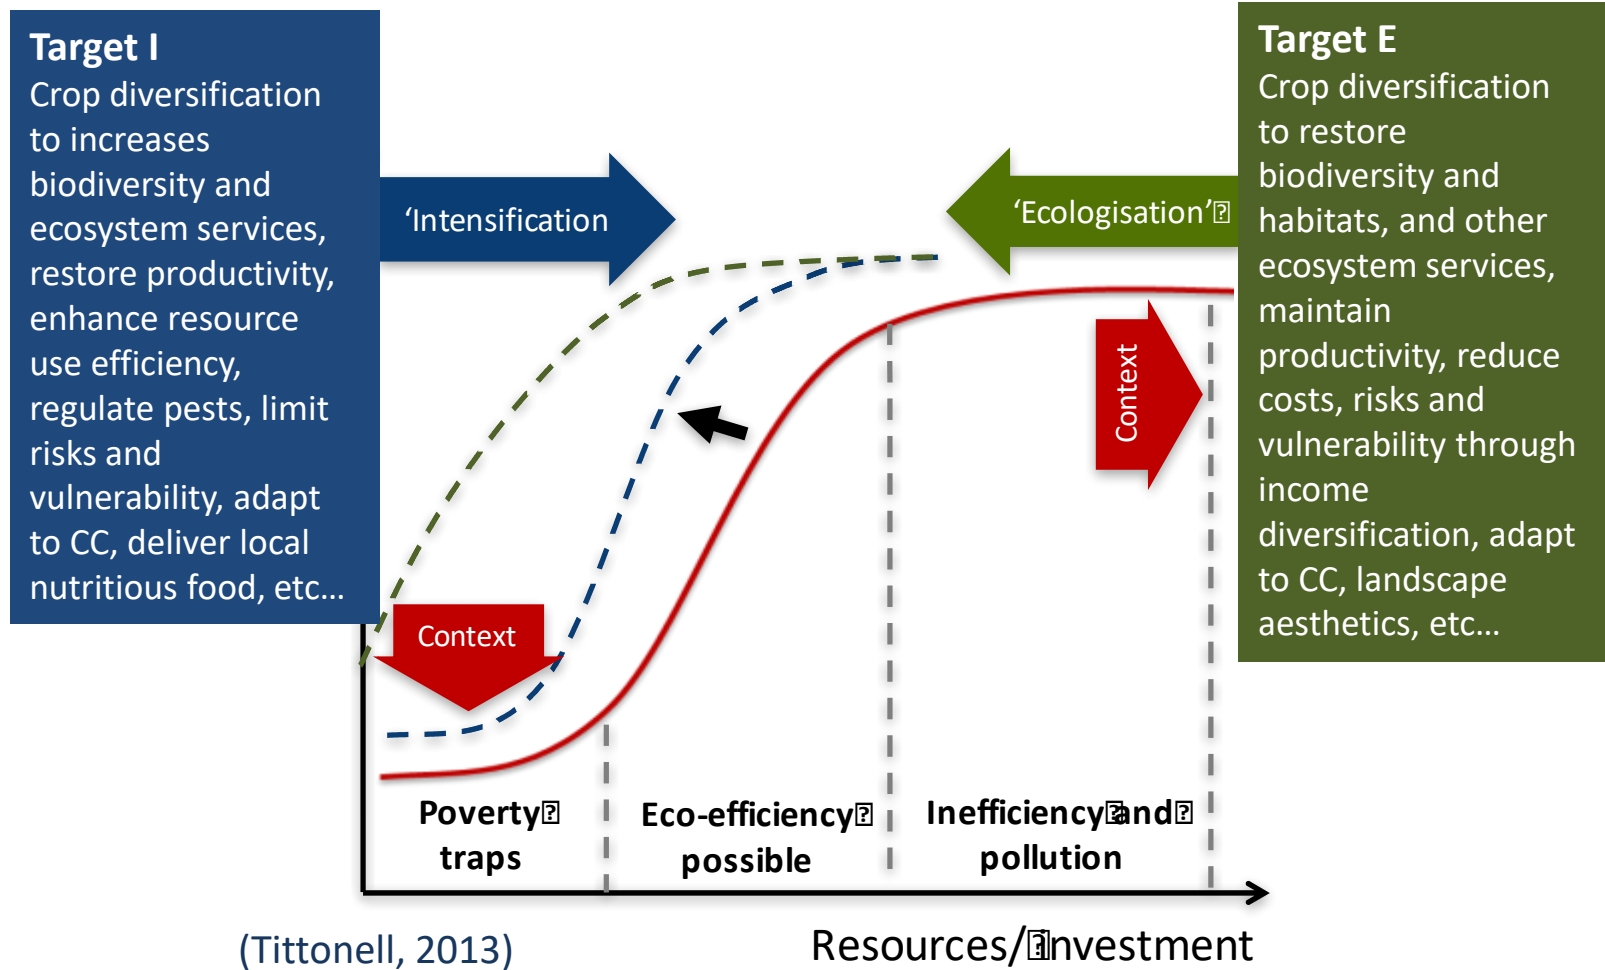 Target I
Crop diversification
to increases
biodiversity and
ecosystem services,
restore productivity,
enhance resource
use efficiency,
regulate pests, limit
risks and
vulnerability, adapt
to CC, deliver local
nutritious food, etc...
‘Intensification
‘Ecologisation’
Target E
Crop diversification
to restore
biodiversity and
habitats, and other
ecosystem services,
maintain
productivity, reduce
costs, risks and
vulnerability through
income
diversification, adapt
to CC, landscape
aesthetics, etc...
Context
Context
Poverty
traps
Eco-efficiency
possible
Inefficiency and
pollution
(Tittonell, 2013)
Resources/ investment